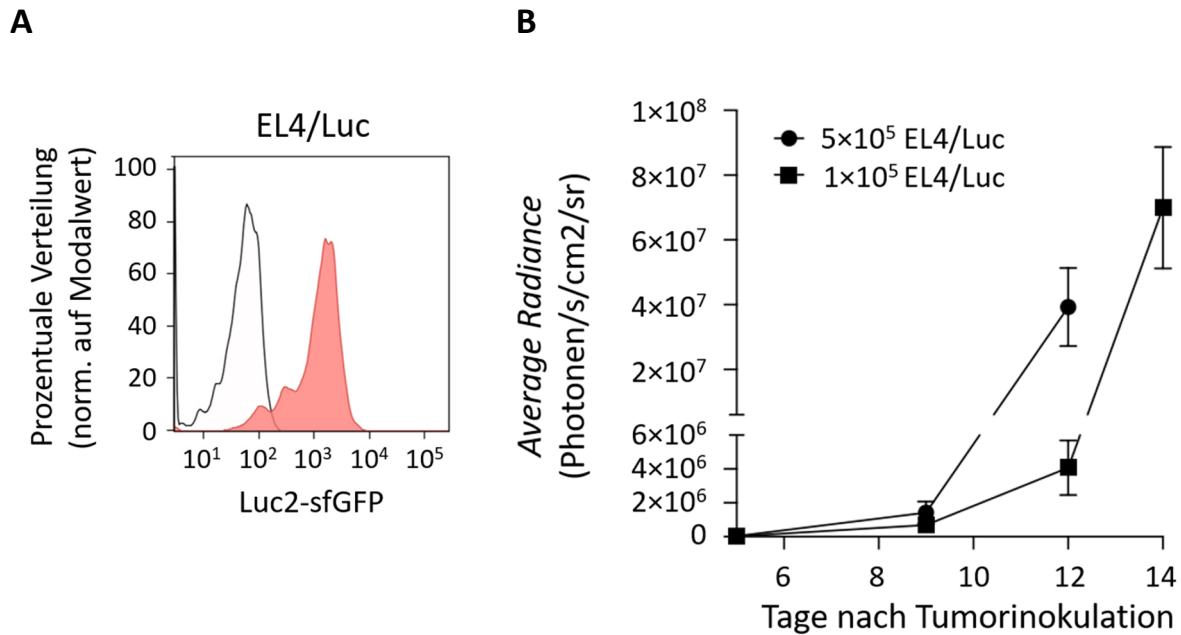 A
EL4/Luc
Prozentuale Verteilung
(norm. auf Modalwert)
100
80
60
40
20
0
10¹ 10² 10³ 10⁴ 10⁵
Luc2-sfGFP
B
Average Radiance
(Photonen/s/cm2/sr)
1×10⁸
8×10⁷
6×10⁷
4×10⁷
2×10⁷
6×10⁶
4×10⁶
2×10⁶
0
5×10⁵ EL4/Luc
1×10⁵ EL4/Luc
6 8 10 12 14
Tage nach Tumorinokulation